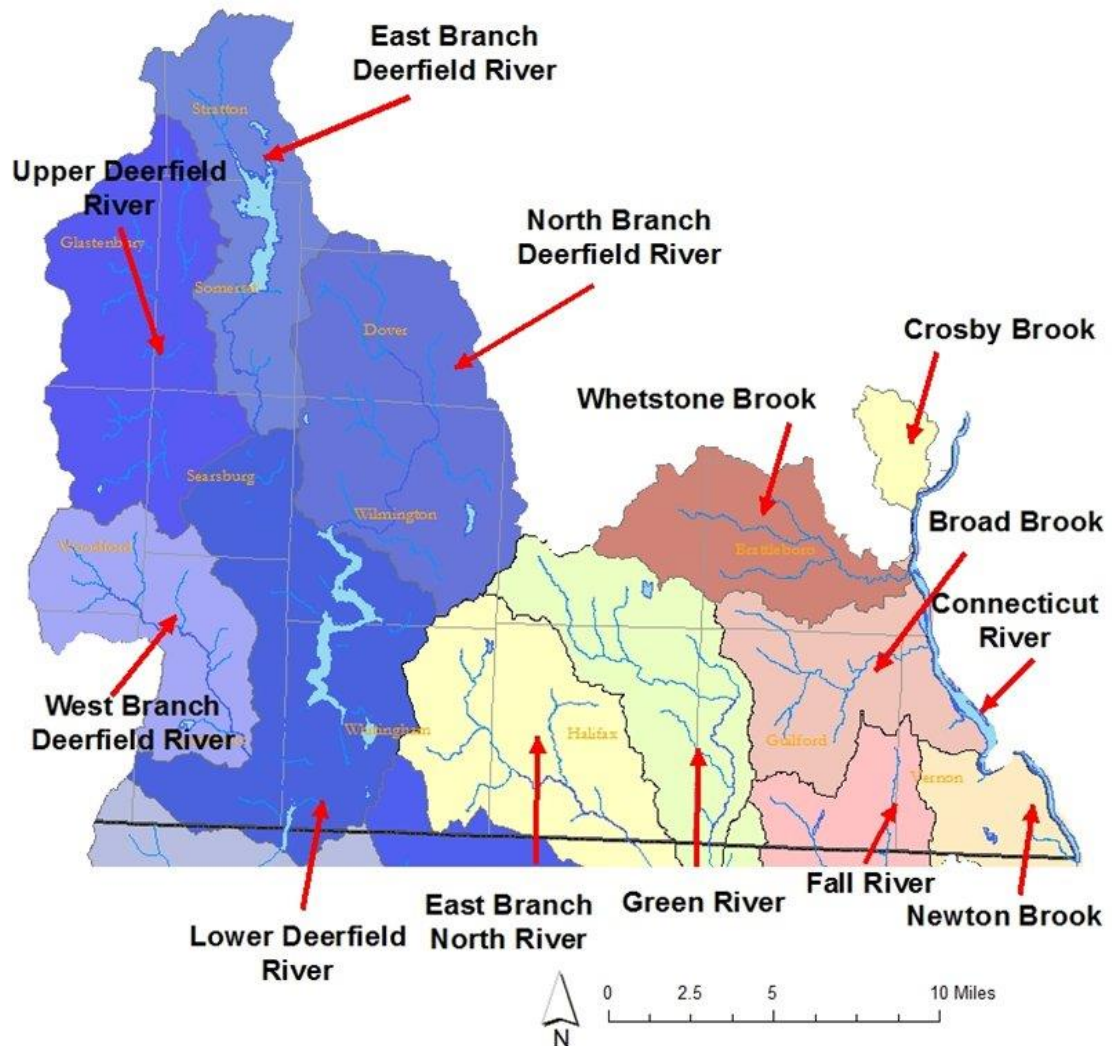 East Branch
Deerfield River
Stratton
Upper Deerfield
River
North Branch
Deerfield River
Glastenbury
Somerset
Dover
Crosby Brook
Whetstone Brook
Searsburg
Wilmington
Broad Brook
Woodford
Brattleboro
Connecticut
River
West Branch
Deerfield River
Whitingham
Halifax
Guilford
Vernon
Fall River
Green River
East Branch
North River
Newton Brook
Lower Deerfield
River
N
0 2.5 5 10 Miles